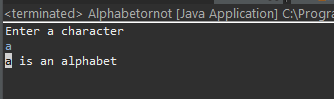 <terminated> Alphabetornot [Java Application] C:\Progra
Enter a character
a
a is an alphabet